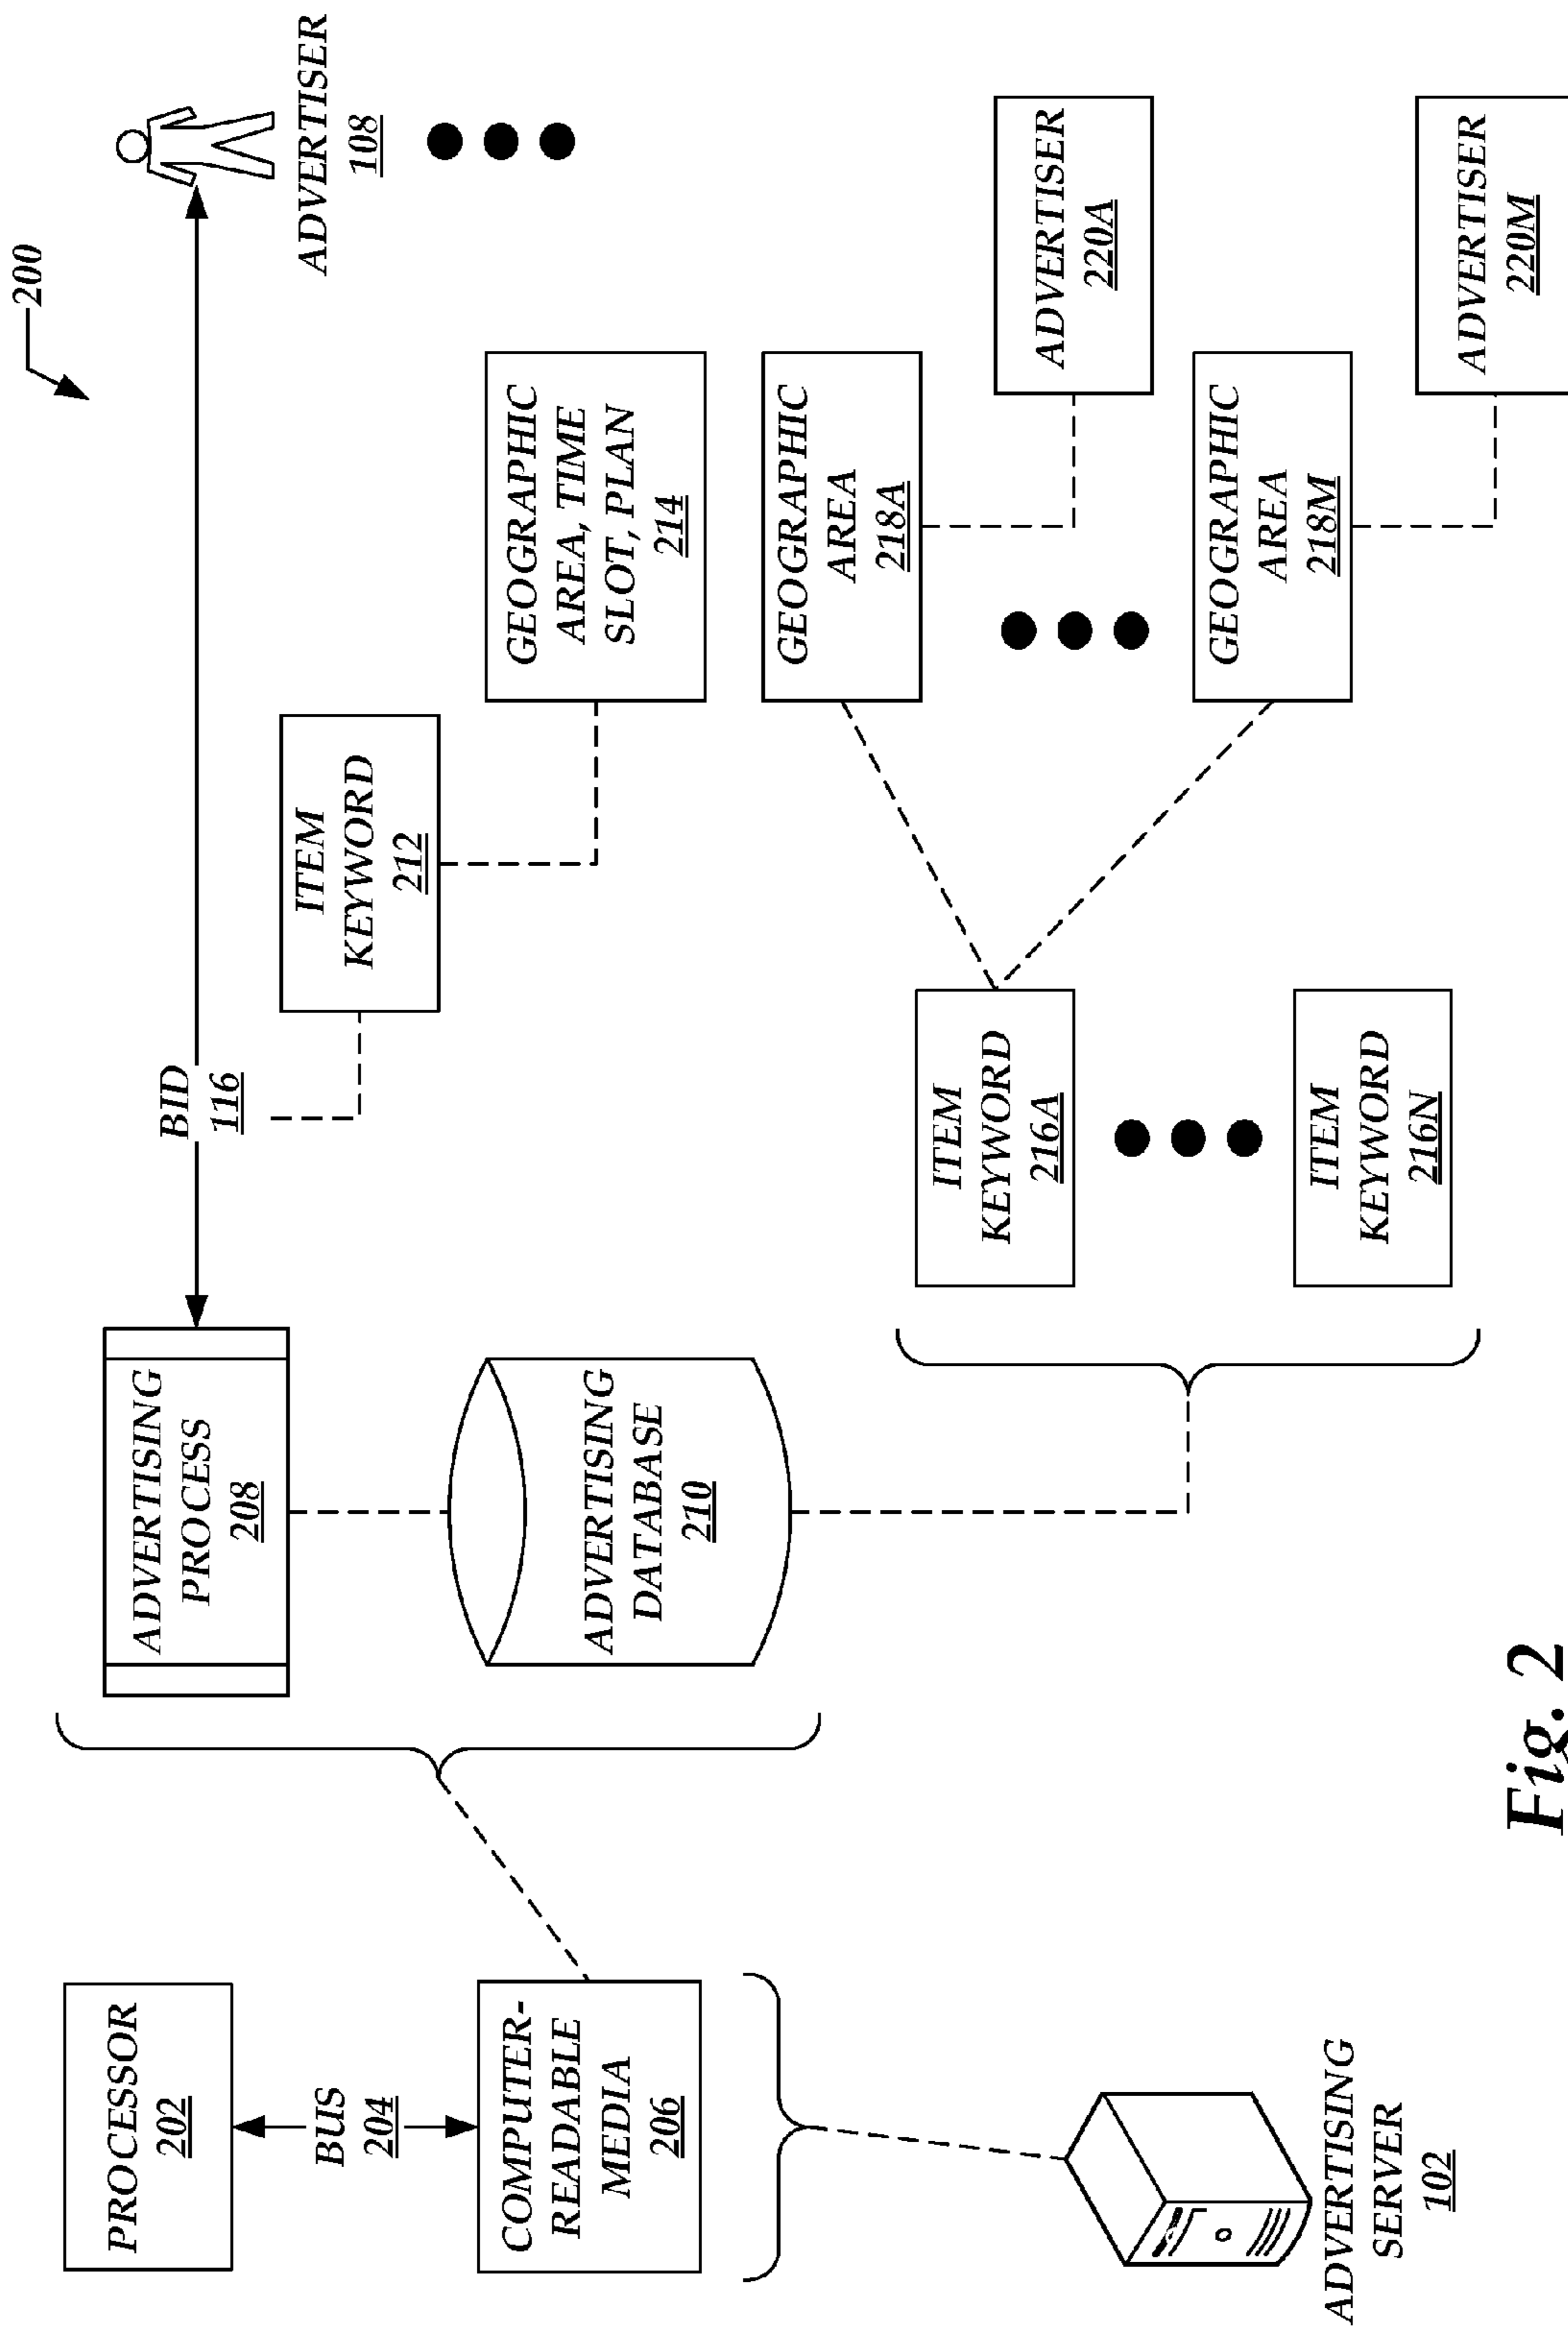 200
PROCESSOR
202
BUS
204
COMPUTER-
READABLE
MEDIA
206
ADVERTISING
SERVER
102
ADVERTISING
PROCESS
208
ADVERTISING
DATABASE
210
BID
116
ADVERTISER
108
ITEM
KEYWORD
212
GEOGRAPHIC
AREA, TIME
SLOT, PLAN
214
ITEM
KEYWORD
216A
ITEM
KEYWORD
216N
GEOGRAPHIC
AREA
218A
GEOGRAPHIC
AREA
218M
ADVERTISER
220A
ADVERTISER
220M
Fig. 2